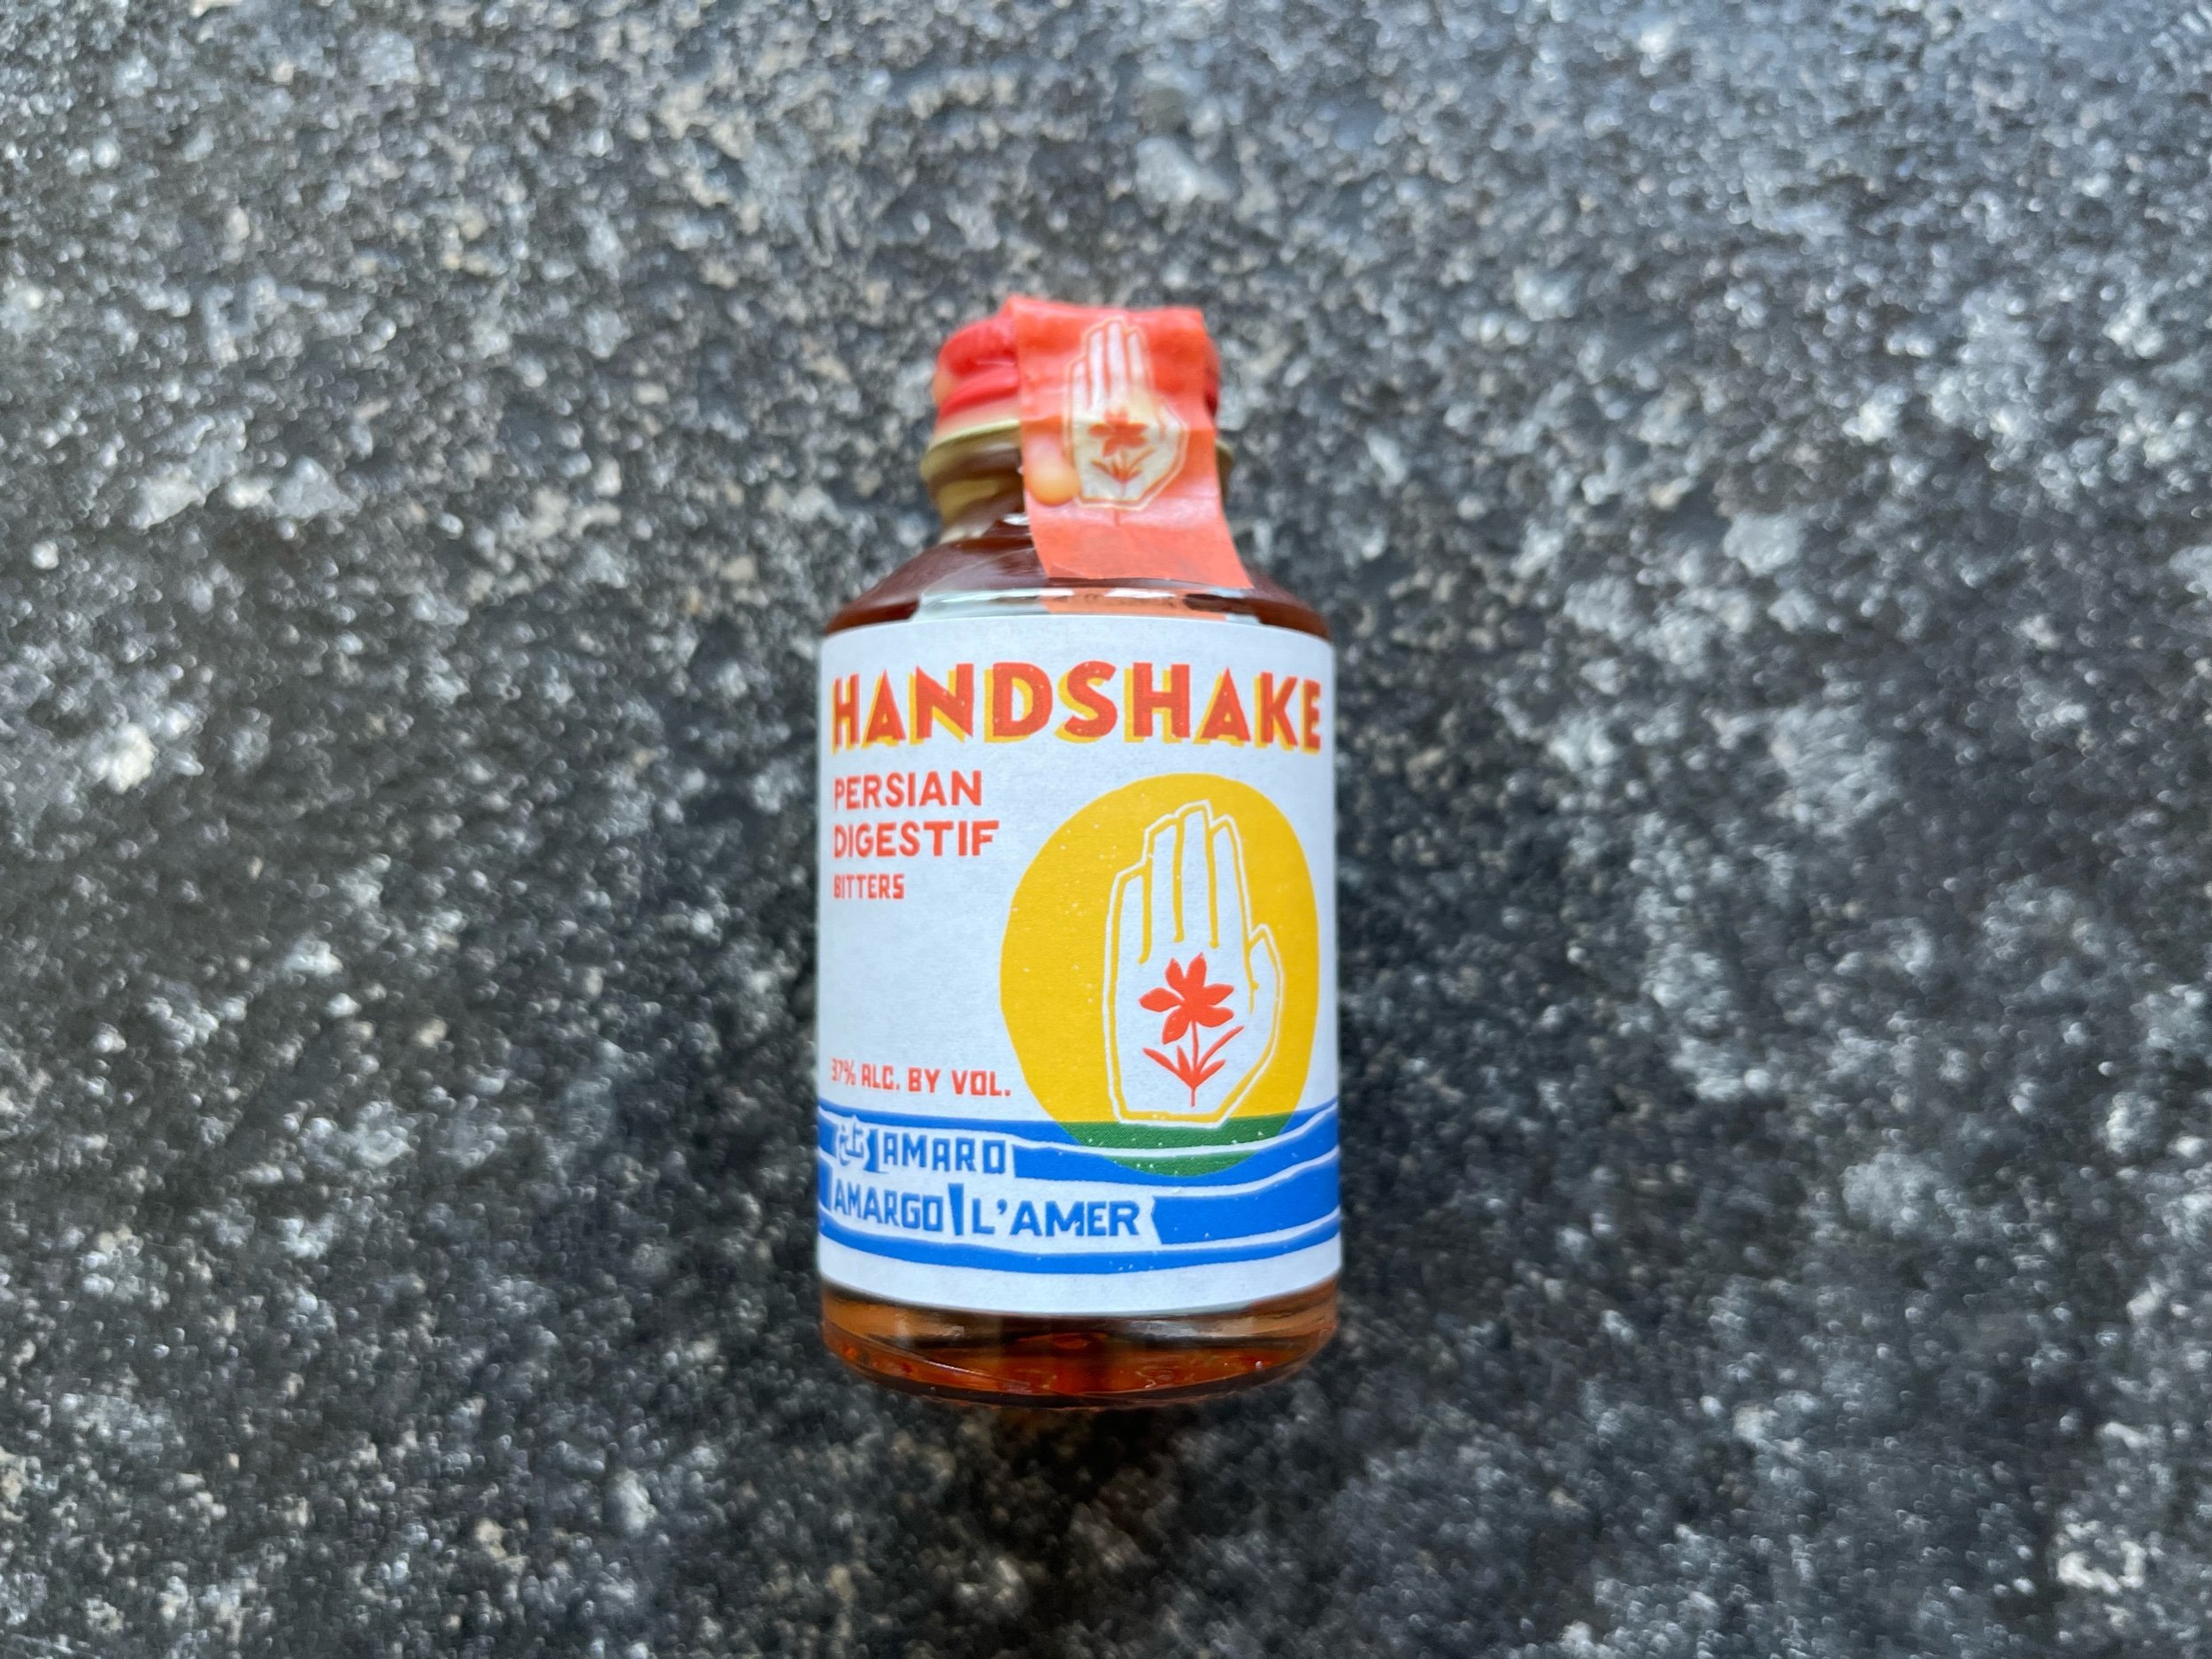 HANDSHAKE
PERSIAN
DIGESTIF
BITTERS
37% ALC. BY VOL.
AMARO
AMARGO L'AMER